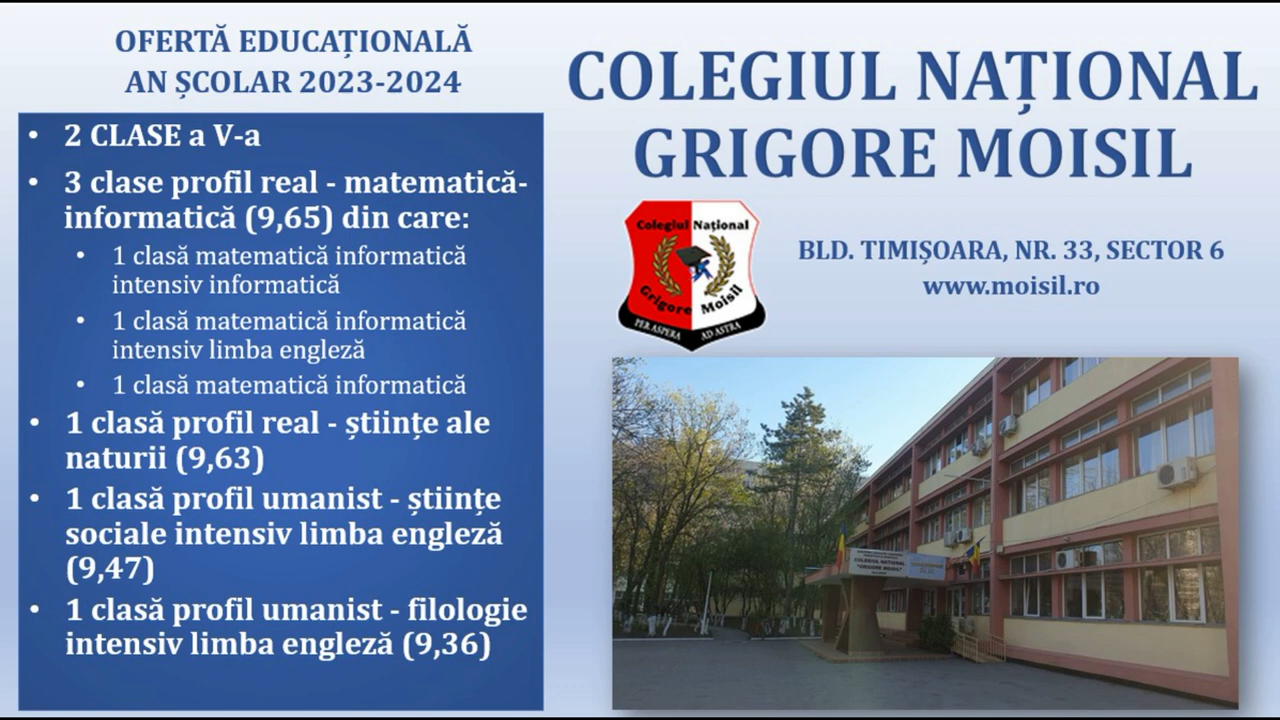 OFERTĂ EDUCAȚIONALĂ
AN ȘCOLAR 2023-2024
• 2 CLASE a V-a
• 3 clase profil real - matematică-
informatică (9,65) din care:
• 1 clasă matematică informatică
intensiv informatică
• 1 clasă matematică informatică
intensiv limba engleză
• 1 clasă matematică informatică
• 1 clasă profil real - științe ale
naturii (9,63)
• 1 clasă profil umanist - științe
sociale intensiv limba engleză
(9,47)
• 1 clasă profil umanist - filologie
intensiv limba engleză (9,36)
COLEGIUL NAȚIONAL
GRIGORE MOISIL
Colegiul Național
Grigore Moisil
PER ASPERA AD ASTRA
BLD. TIMIȘOARA, NR. 33, SECTOR 6
www.moisil.ro
COLEGIUL NATIONAL
"GRIGORE MOISIL"